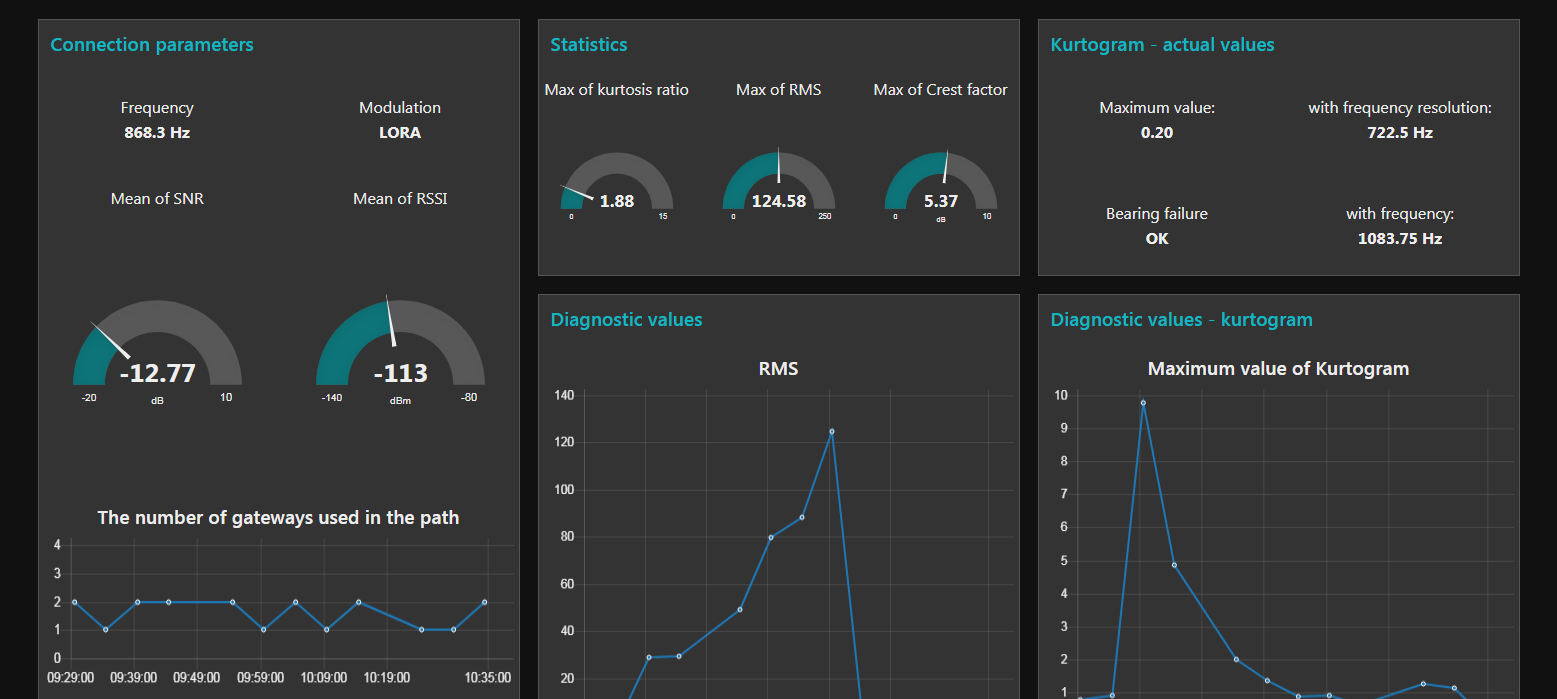 Connection parameters
Frequency
868.3 Hz
Modulation
LORA
Mean of SNR
-12.77
-20
dB
10
Mean of RSSI
-113
-140
dBm
-80
The number of gateways used in the path
4
3
2
1
0
09:29:00 09:39:00 09:49:00 09:59:00 10:09:00 10:19:00 10:35:00
Statistics
Max of kurtosis ratio
1.88
0
15
Max of RMS
124.58
0
250
Max of Crest factor
5.37
0
dB
10
Kurtogram - actual values
Maximum value:
0.20
with frequency resolution:
722.5 Hz
Bearing failure
OK
with frequency:
1083.75 Hz
Diagnostic values
RMS
140
120
100
80
60
40
20
Diagnostic values - kurtogram
Maximum value of Kurtogram
10
9
8
7
6
5
4
3
2
1